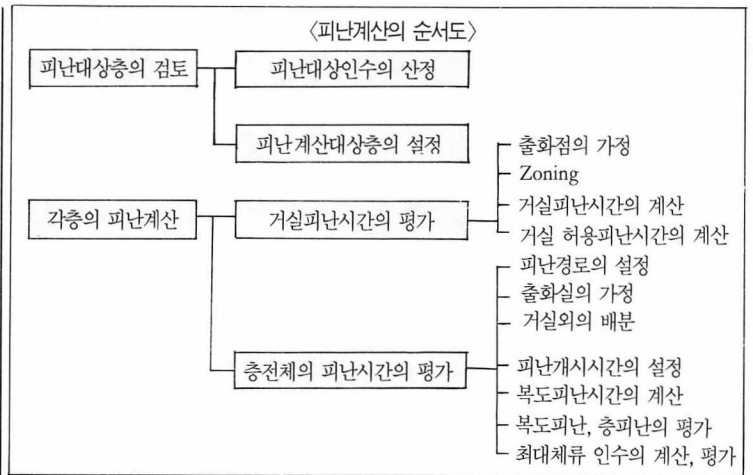 〈피난계산의 순서도〉
피난대상층의 검토
피난대상인수의 산정
피난계산대상층의 설정
각층의 피난계산
거실피난시간의 평가
출화점의 가정
Zoning
거실피난시간의 계산
거실 허용피난시간의 계산
층전체의 피난시간의 평가
피난경로의 설정
출화실의 가정
거실외의 배분
피난개시시간의 설정
복도피난시간의 계산
복도피난, 층피난의 평가
최대체류 인수의 계산, 평가